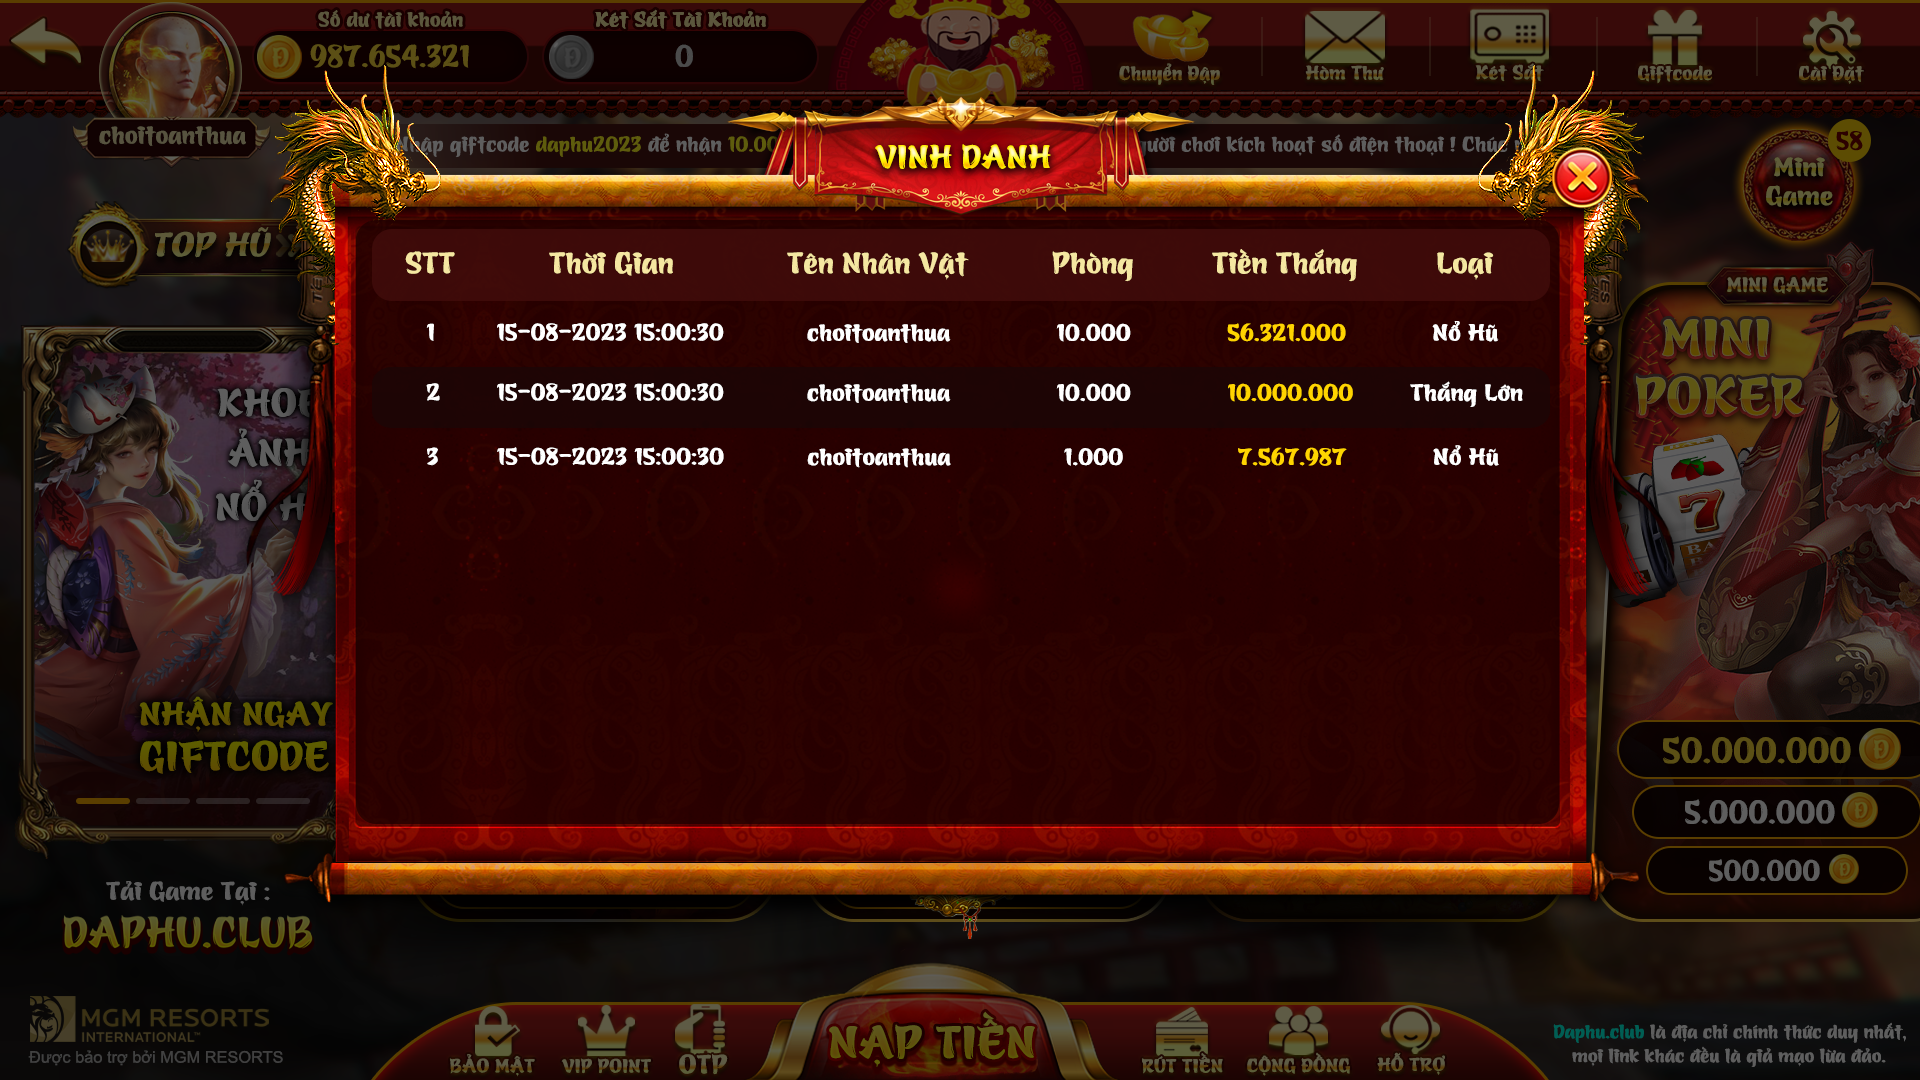 Số dư tài khoản
987.654.321
Két Sắt Tài Khoản
0
Chuyển Đập
Hòm Thư
Két Sắt
Giftcode
Cài Đặt
choitoanthua
Nhập giftcode daphu2023 để nhận 10.00
chơi kích hoạt số điện thoại ! Chúc
VINH DANH
58
Mini
Game
TOP HŨ
STT Thời Gian Tên Nhân Vật Phòng Tiền Thắng Loại
1 15-08-2023 15:00:30 choitoanthua 10.000 56.321.000 Nổ Hũ
2 15-08-2023 15:00:30 choitoanthua 10.000 10.000.000 Thắng Lớn
3 15-08-2023 15:00:30 choitoanthua 1.000 7.567.987 Nổ Hũ
KHOE
ẢNH
NỔ H
NHẬN NGAY
GIFTCODE
MINI GAME
MINI
POKER
7
BA
50.000.000
5.000.000
500.000
Tải Game Tại :
DAPHU.CLUB
MGM RESORTS
INTERNATIONAL™
Được bảo trợ bởi MGM RESORTS
BẢO MẬT
VIP POINT
OTP
NẠP TIỀN
RÚT TIỀN
CỘNG ĐỒNG
HỖ TRỢ
Daphu.club là địa chỉ chính thức duy nhất,
mọi link khác đều là giả mạo lừa đảo.